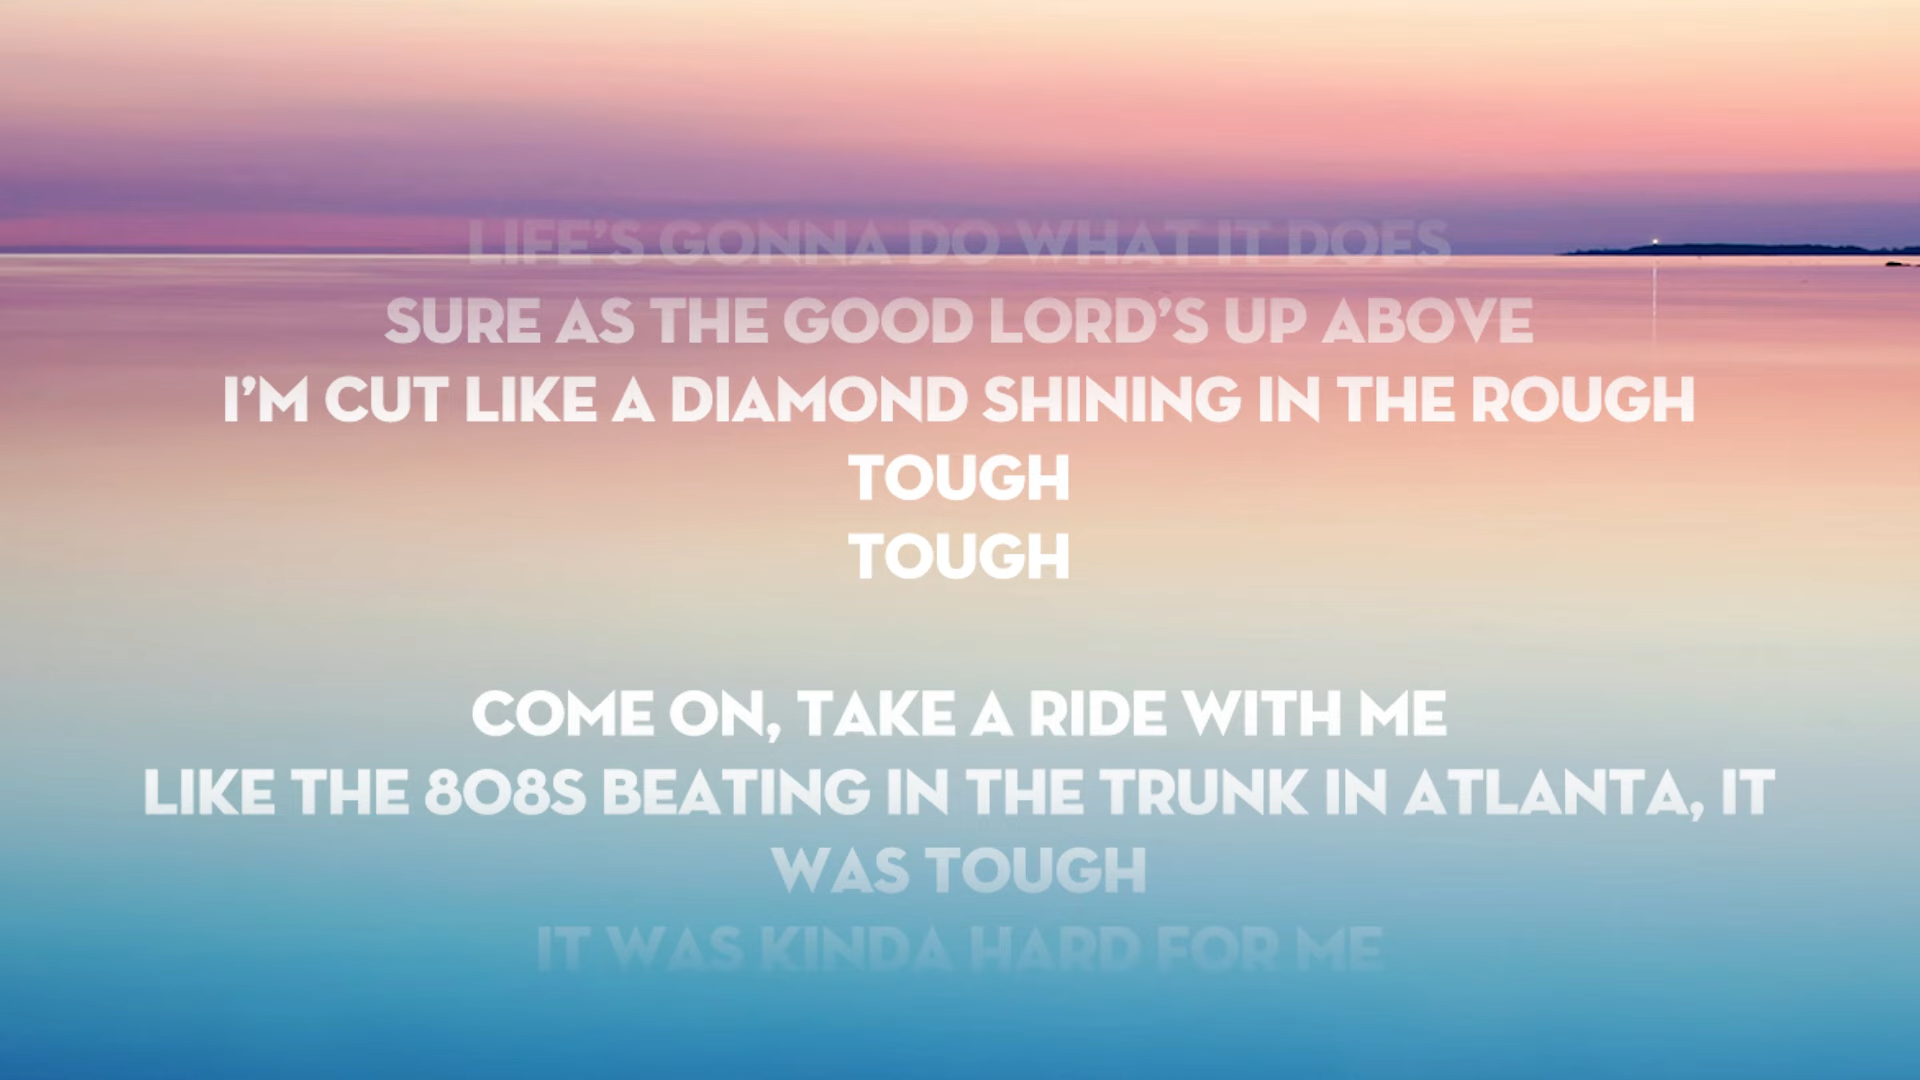 LIFE'S GONNA DO WHAT IT DOES
SURE AS THE GOOD LORD'S UP ABOVE
I'M CUT LIKE A DIAMOND SHINING IN THE ROUGH
TOUGH
TOUGH
COME ON, TAKE A RIDE WITH ME
LIKE THE 808S BEATING IN THE TRUNK IN ATLANTA, IT
WAS TOUGH
IT WAS KINDA HARD FOR ME